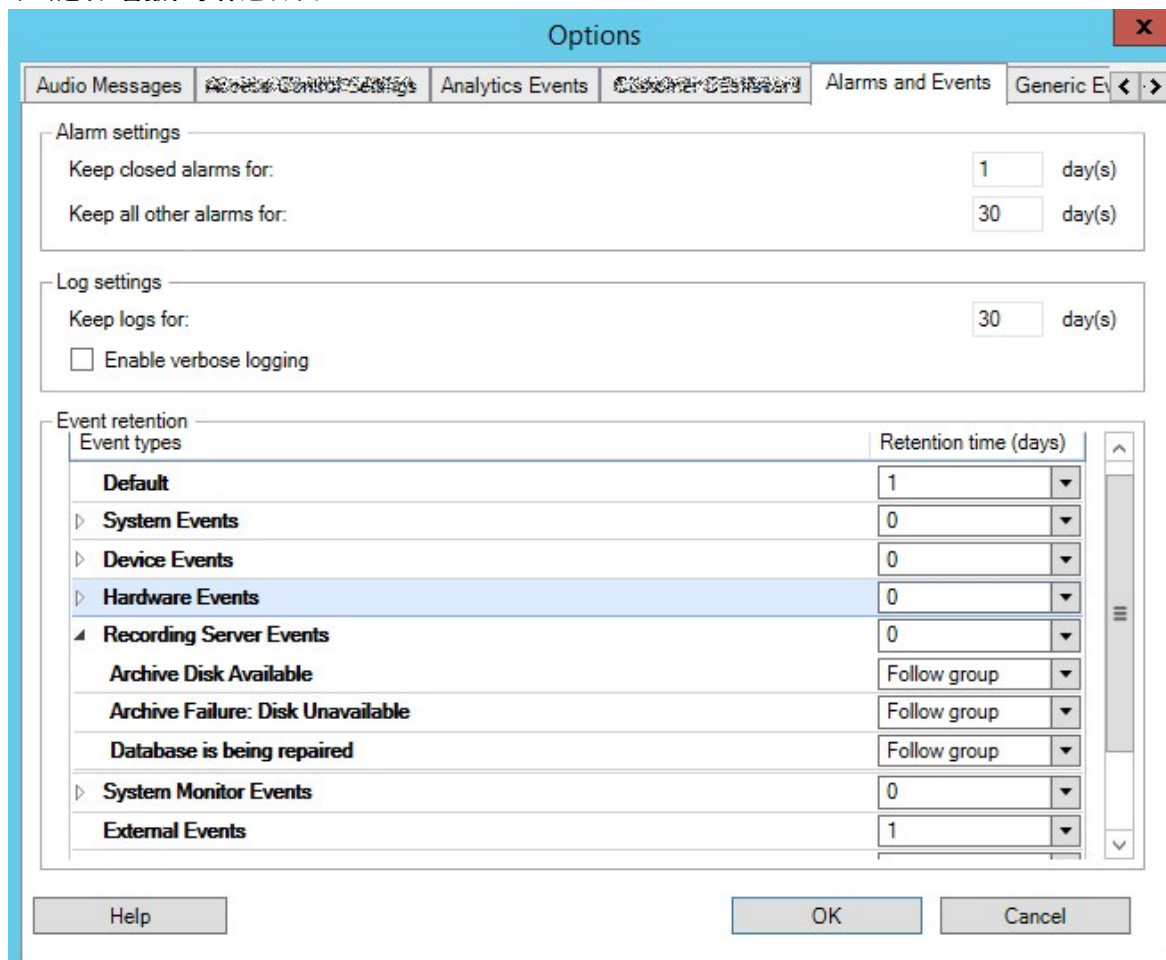 Options
Audio Messages
Analytics Events
Alarms and Events
Generic Ev
Alarm settings
Keep closed alarms for: 1 day(s)
Keep all other alarms for: 30 day(s)
Log settings
Keep logs for: 30 day(s)
Enable verbose logging
Event retention
Event types Retention time (days)
Default 1
System Events 0
Device Events 0
Hardware Events 0
Recording Server Events 0
Archive Disk Available Follow group
Archive Failure: Disk Unavailable Follow group
Database is being repaired Follow group
System Monitor Events 0
External Events 1
Help OK Cancel